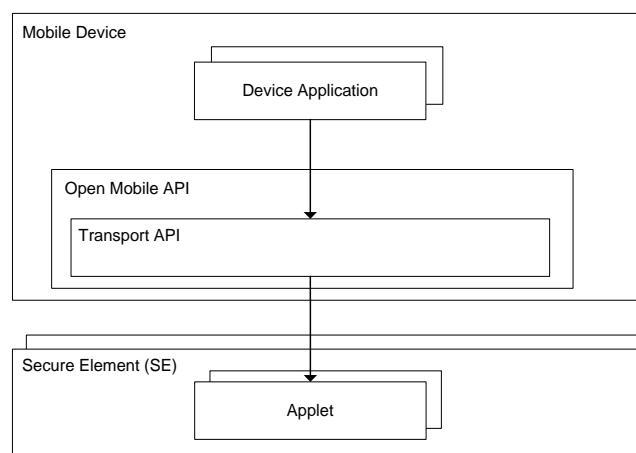 Mobile Device
Device Application
Open Mobile API
Transport API
Secure Element (SE)
Applet